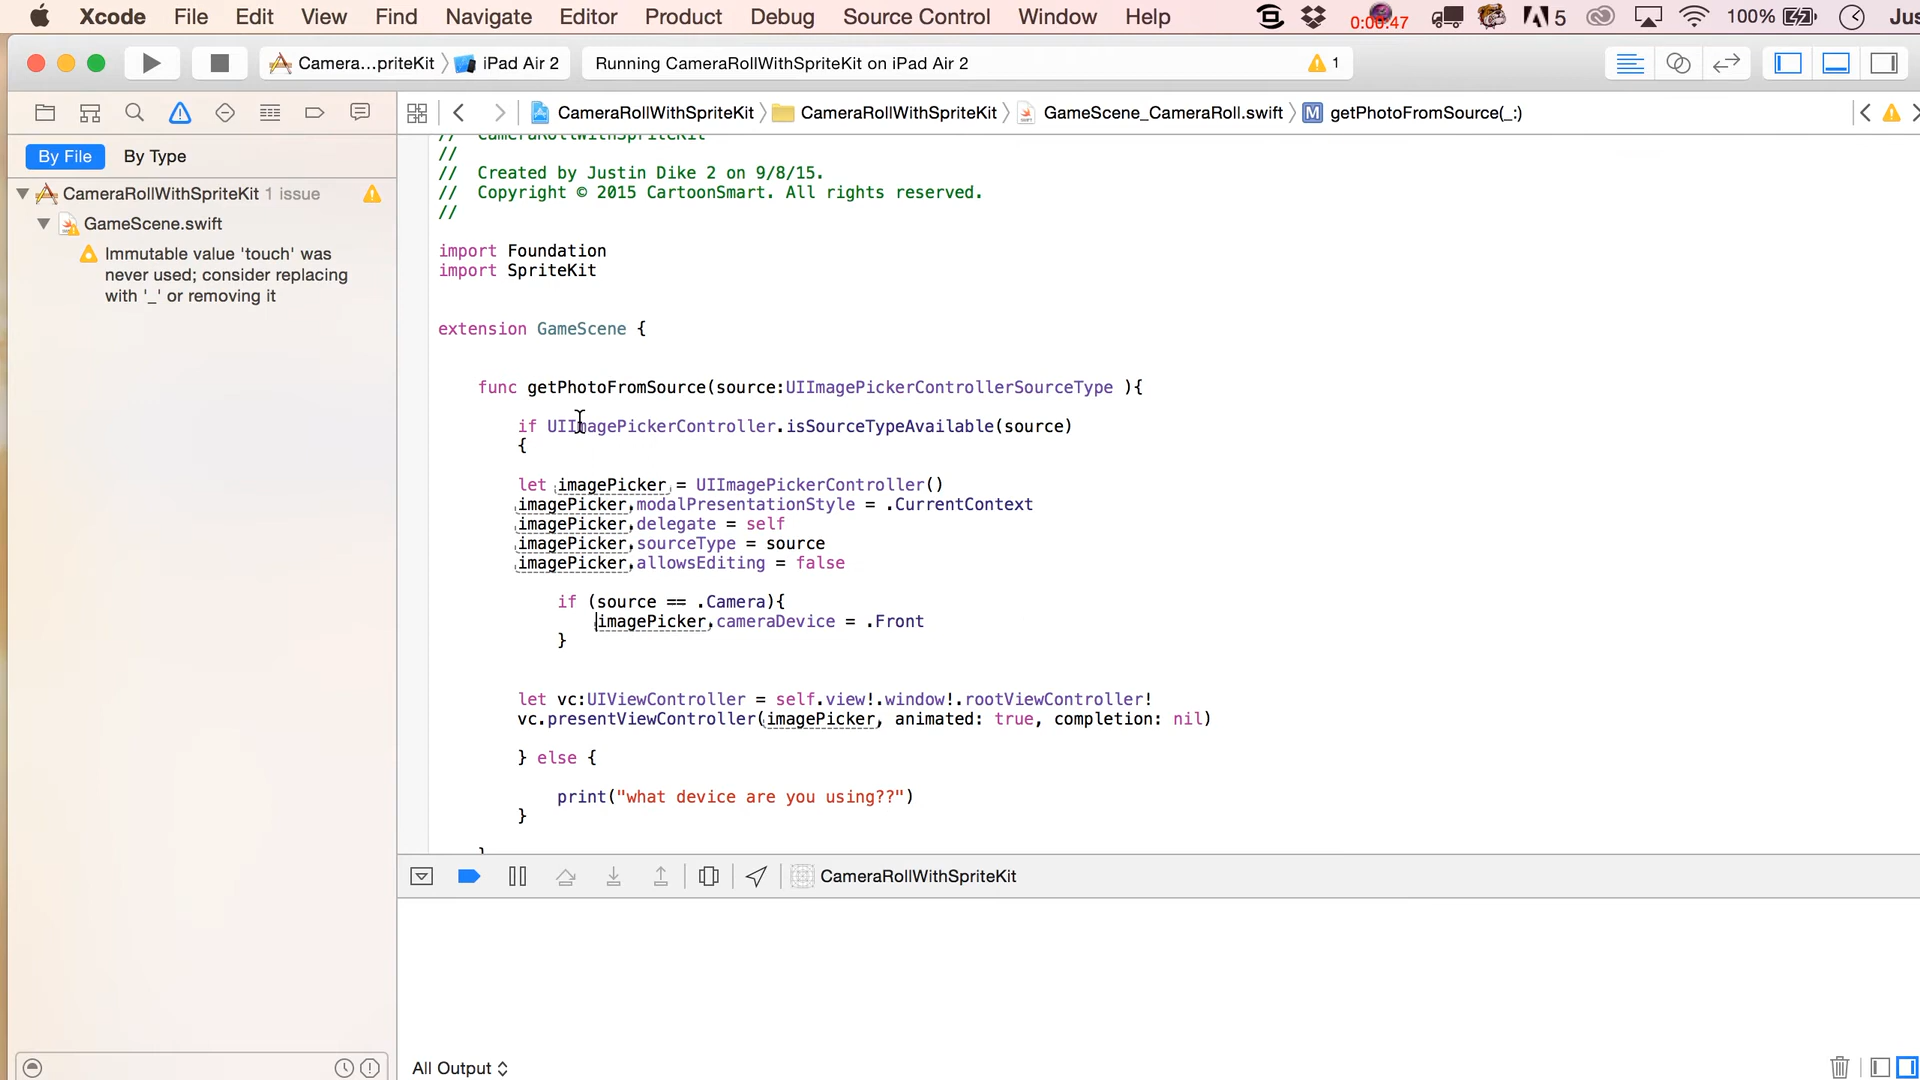 Xcode File Edit View Find Navigate Editor Product Debug Source Control Window Help 0:00:47 5 100% Jus
Camera...priteKit iPad Air 2 Running CameraRollWithSpriteKit on iPad Air 2 1
CameraRollWithSpriteKit CameraRollWithSpriteKit GameScene_CameraRoll.swift M getPhotoFromSource(_:)
By File By Type
CameraRollWithSpriteKit 1 issue
GameScene.swift
Immutable value 'touch' was
never used; consider replacing
with '_' or removing it
// CameraRollWithSpriteKit
//
// Created by Justin Dike 2 on 9/8/15.
// Copyright © 2015 CartoonSmart. All rights reserved.
//
import Foundation
import SpriteKit
extension GameScene {
func getPhotoFromSource(source:UIImagePickerControllerSourceType ){
if UIImagePickerController.isSourceTypeAvailable(source)
{
let imagePicker = UIImagePickerController()
imagePicker.modalPresentationStyle = .CurrentContext
imagePicker.delegate = self
imagePicker.sourceType = source
imagePicker.allowsEditing = false
if (source == .Camera){
imagePicker.cameraDevice = .Front
}
let vc:UIViewController = self.view!.window!.rootViewController!
vc.presentViewController(imagePicker, animated: true, completion: nil)
} else {
print("what device are you using??")
}
}
CameraRollWithSpriteKit
All Output